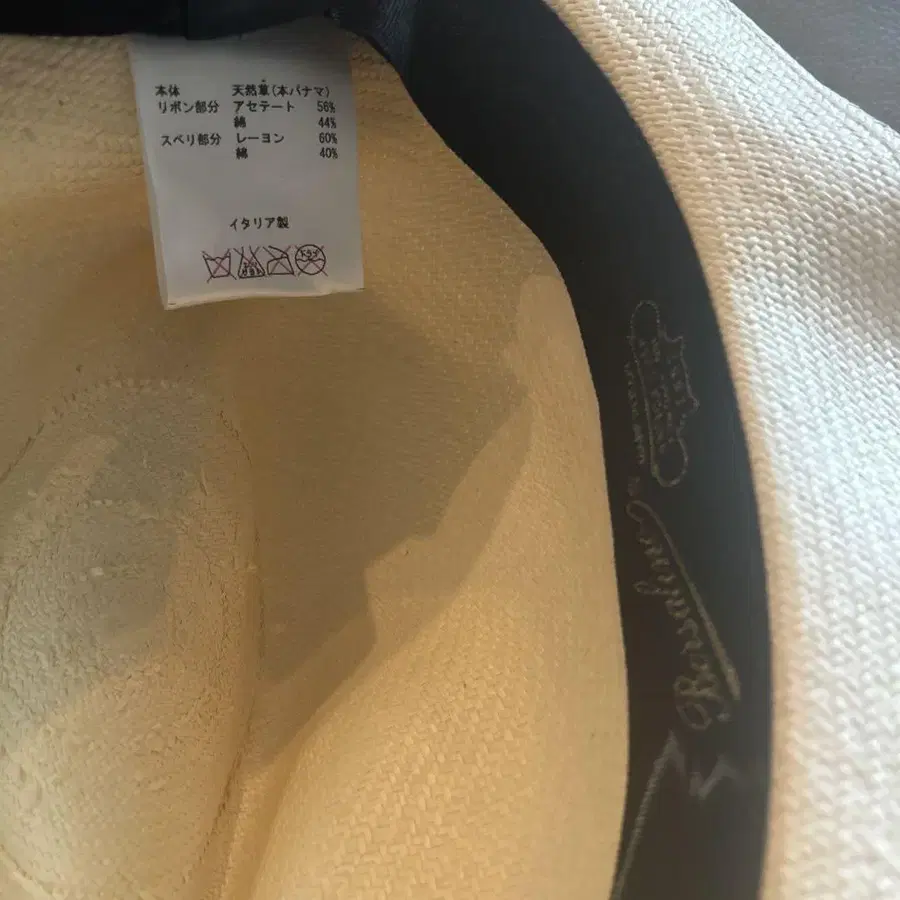 本体 天然草(本パナマ)
リボン部分 アセテート 56%
綿 44%
スベリ部分 レーヨン 60%
綿 40%
イタリア製
Borsalino